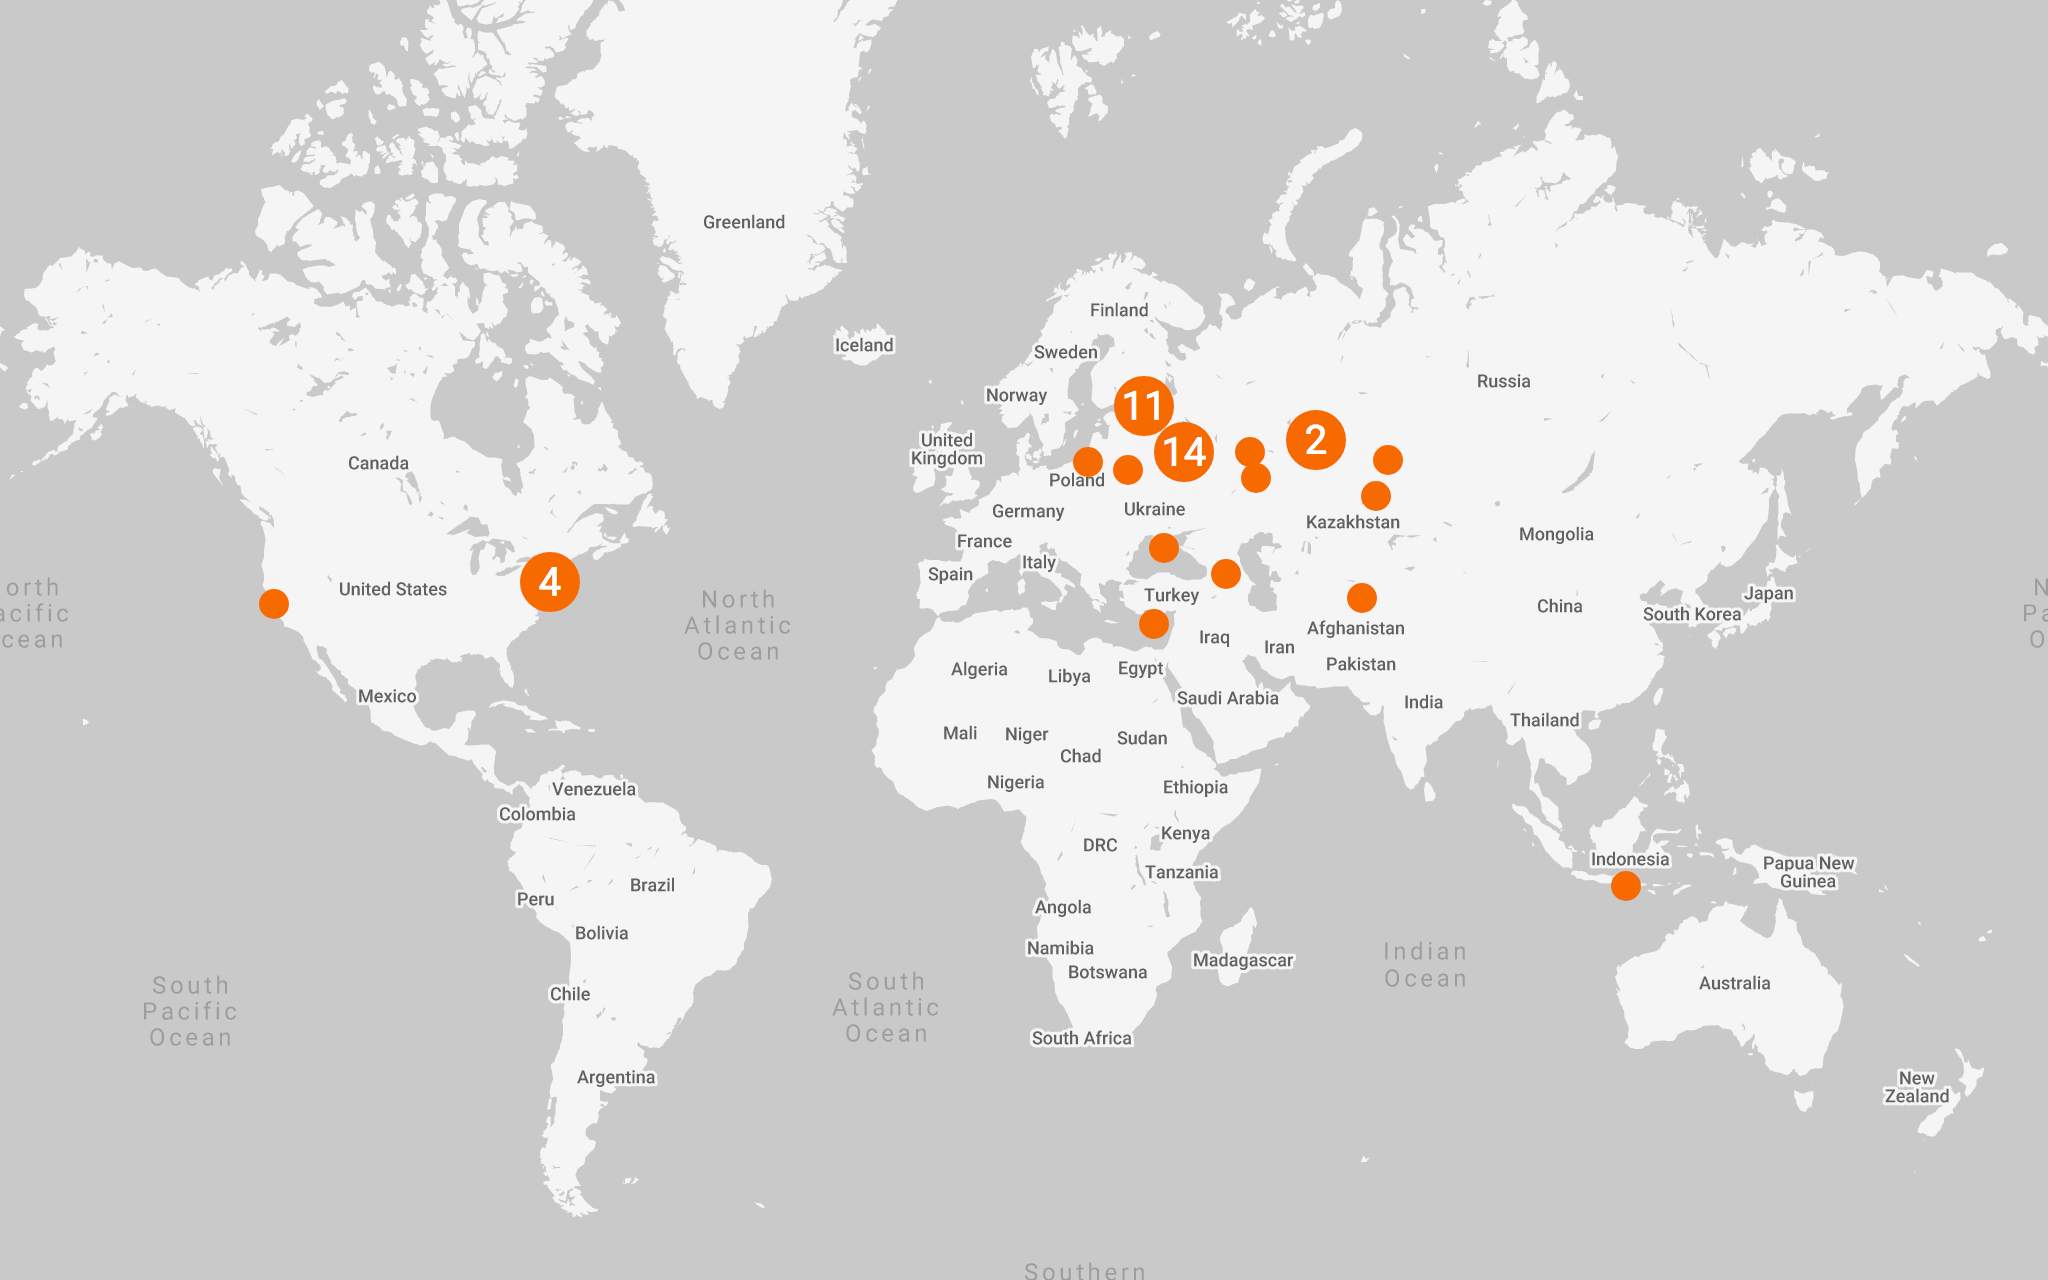 Greenland
Iceland
Finland
Sweden
Norway
Russia
11
14
2
United
Kingdom
Canada
Poland
Germany
Ukraine
Kazakhstan
Mongolia
France
Italy
Spain
4
United States
Turkey
orth
acific
cean
North
Atlantic
Ocean
China
Japan
South Korea
N
Pa
O
Afghanistan
Iraq
Iran
Pakistan
Algeria
Libya
Egypt
Saudi Arabia
India
Mexico
Thailand
Mali
Niger
Chad
Sudan
Nigeria
Ethiopia
Venezuela
Colombia
DRC
Kenya
Tanzania
Indonesia
Papua New
Guinea
Brazil
Peru
Bolivia
Angola
Namibia
Botswana
Madagascar
Indian
Ocean
Australia
South
Pacific
Ocean
Chile
South
Atlantic
Ocean
South Africa
Argentina
New
Zealand
Southern